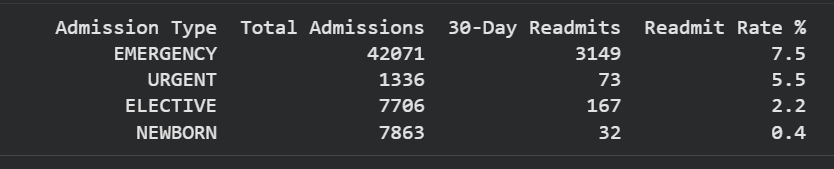 Admission Type  Total Admissions  30-Day Readmits  Readmit Rate %
EMERGENCY  42071  3149  7.5
URGENT  1336  73  5.5
ELECTIVE  7706  167  2.2
NEWBORN  7863  32  0.4